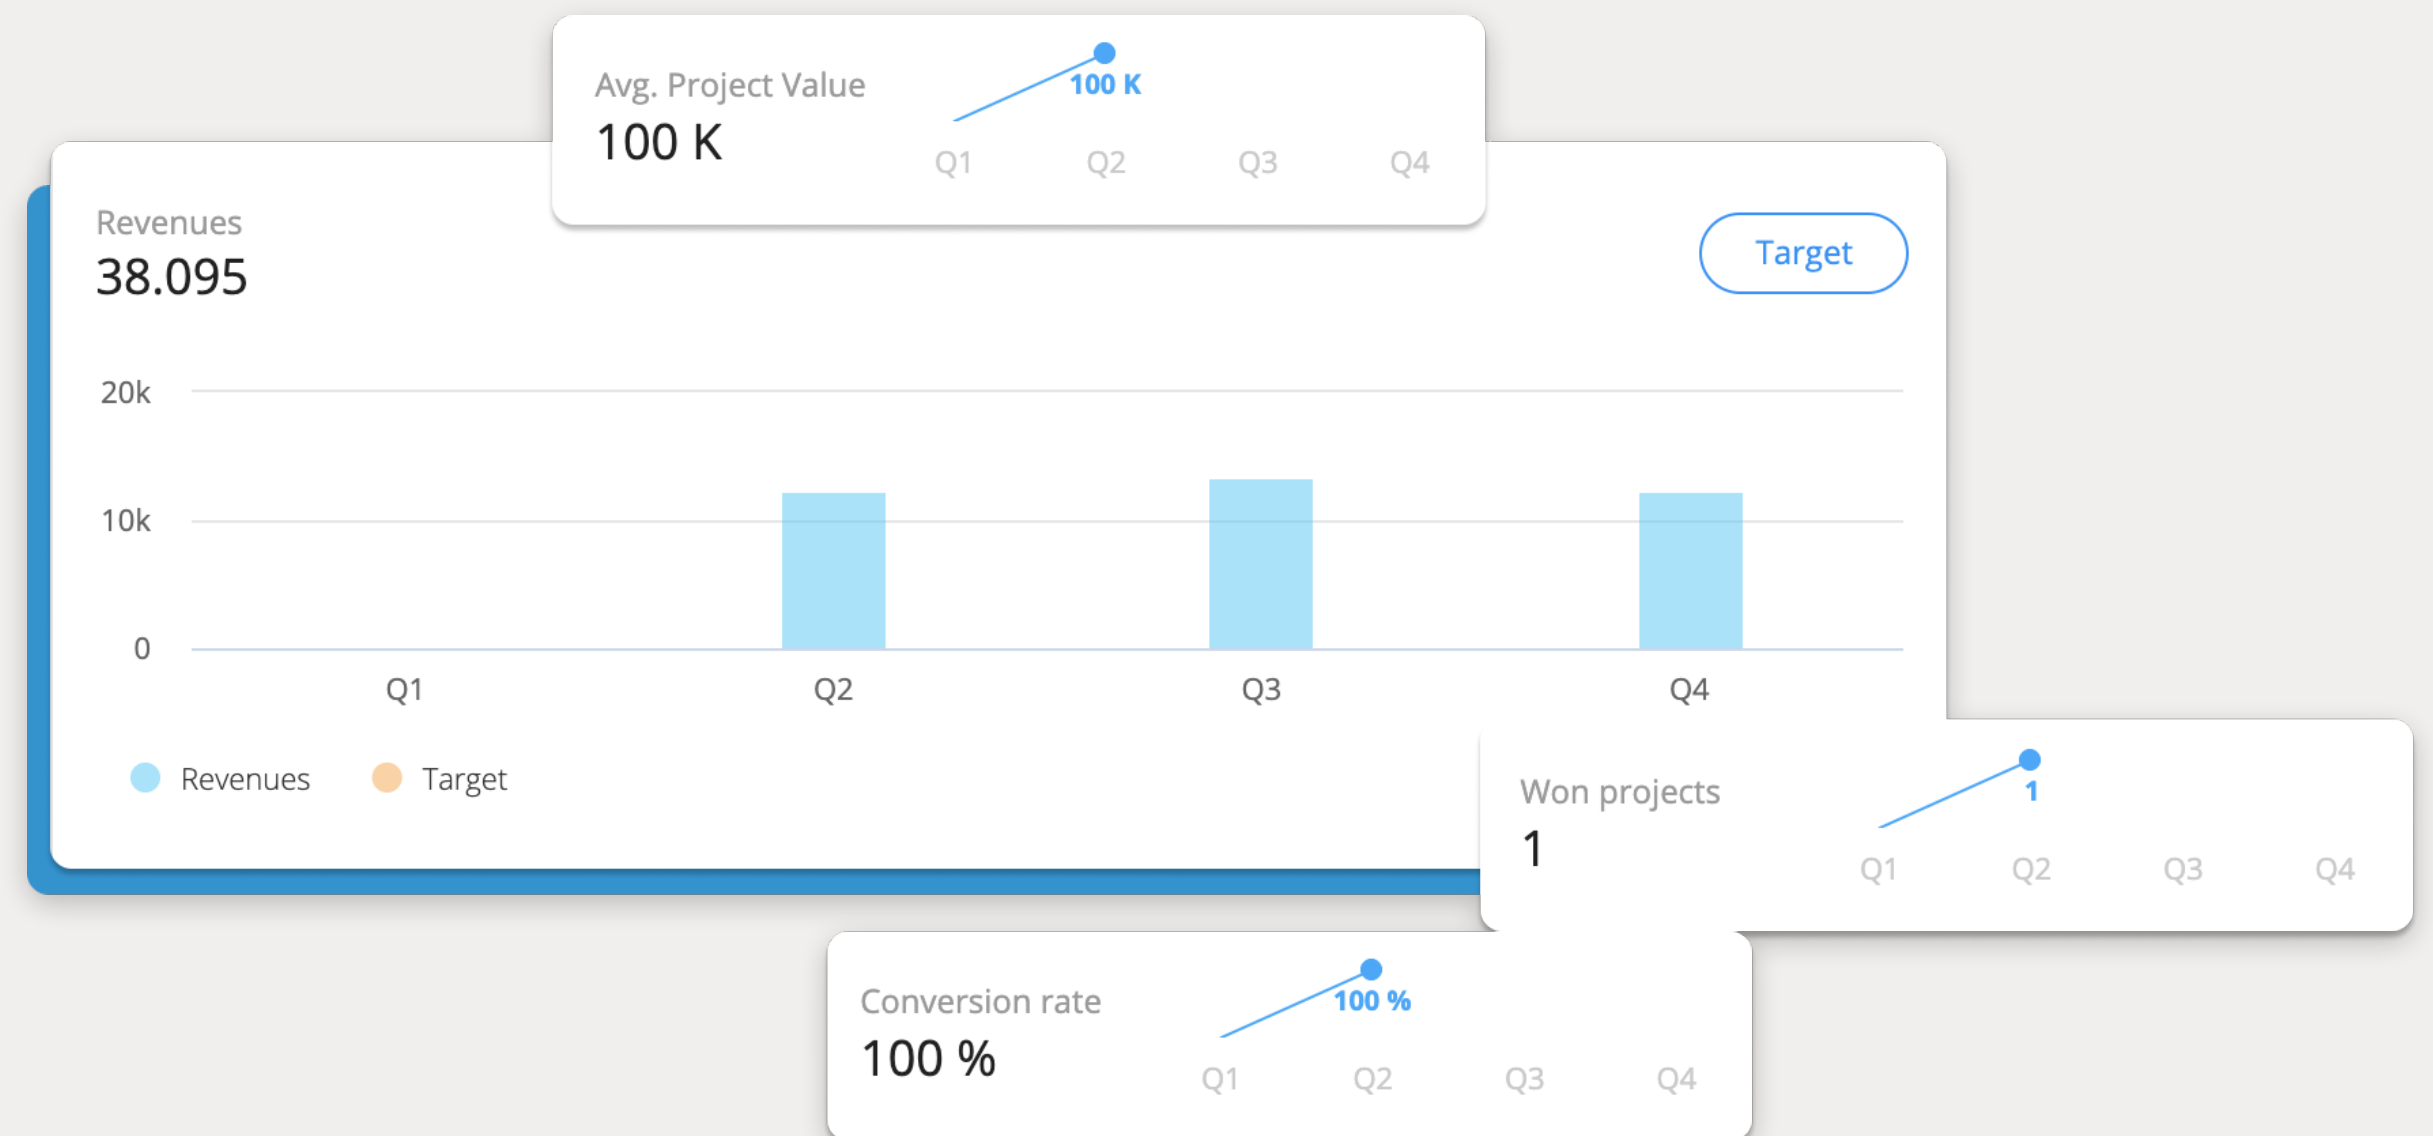 Avg. Project Value
100 K
100 K
Q1 Q2 Q3 Q4
Revenues
38.095
Target
20k
10k
0
Q1 Q2 Q3 Q4
Revenues Target
Won projects
1
1
Q1 Q2 Q3 Q4
Conversion rate
100 %
100 %
Q1 Q2 Q3 Q4